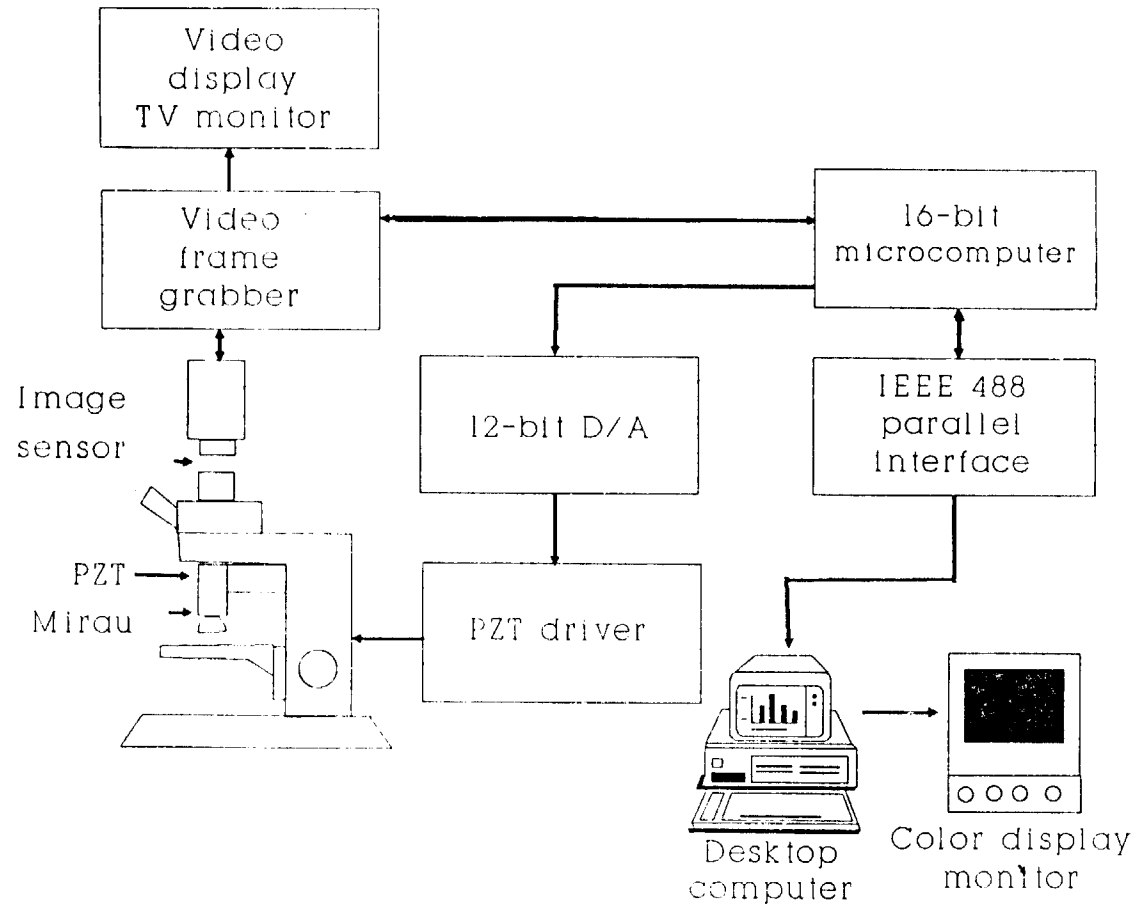 Video
display
TV monitor
Video
frame
grabber
16-bit
microcomputer
Image
sensor
12-bit D/A
IEEE 488
parallel
interface
PZT
Mirau
PZT driver
Desktop
computer
Color display
monitor